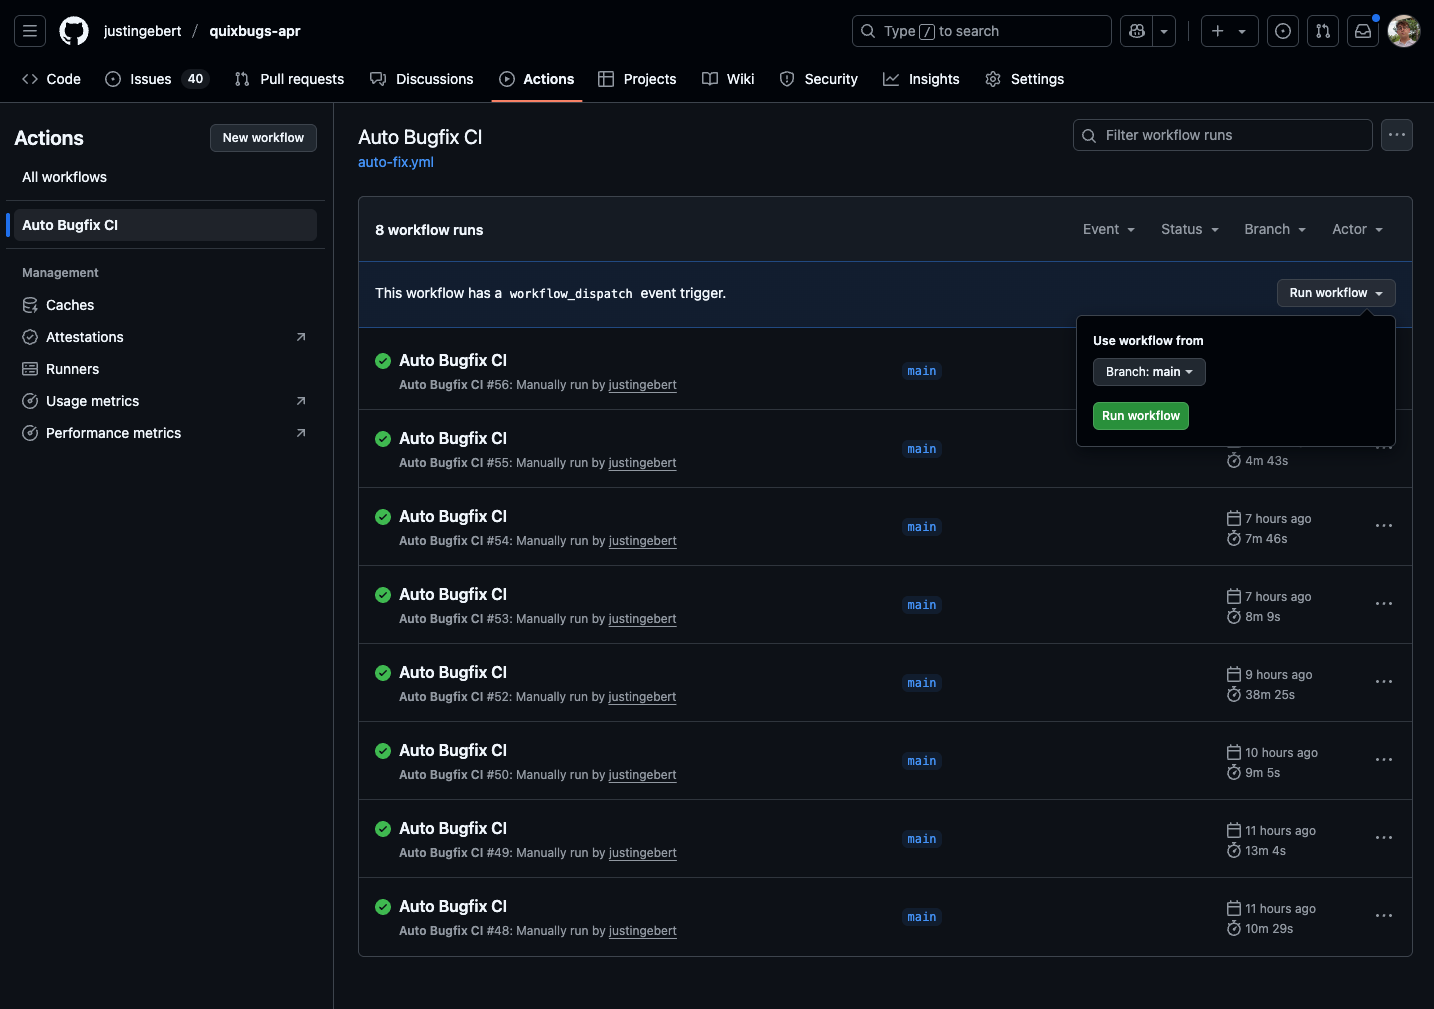 justingebert / quixbugs-apr
Type / to search
Code
Issues 40
Pull requests
Discussions
Actions
Projects
Wiki
Security
Insights
Settings
Actions
New workflow
All workflows
Auto Bugfix CI
Management
Caches
Attestations
Runners
Usage metrics
Performance metrics
Auto Bugfix CI
auto-fix.yml
Filter workflow runs
8 workflow runs
Event
Status
Branch
Actor
This workflow has a workflow_dispatch event trigger.
Run workflow
Use workflow from
Branch: main
Run workflow
Auto Bugfix CI
Auto Bugfix CI #56: Manually run by justingebert
main
Auto Bugfix CI
Auto Bugfix CI #55: Manually run by justingebert
main
4m 43s
Auto Bugfix CI
Auto Bugfix CI #54: Manually run by justingebert
main
7 hours ago
7m 46s
Auto Bugfix CI
Auto Bugfix CI #53: Manually run by justingebert
main
7 hours ago
8m 9s
Auto Bugfix CI
Auto Bugfix CI #52: Manually run by justingebert
main
9 hours ago
38m 25s
Auto Bugfix CI
Auto Bugfix CI #50: Manually run by justingebert
main
10 hours ago
9m 5s
Auto Bugfix CI
Auto Bugfix CI #49: Manually run by justingebert
main
11 hours ago
13m 4s
Auto Bugfix CI
Auto Bugfix CI #48: Manually run by justingebert
main
11 hours ago
10m 29s